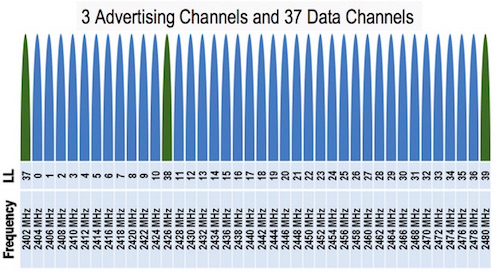 3 Advertising Channels and 37 Data Channels
LL 37 0 1 2 3 4 5 6 7 8 9 10 38 11 12 13 14 15 16 17 18 19 20 21 22 23 24 25 26 27 28 29 30 31 32 33 34 35 36 39
Frequency 2402 MHz 2404 MHz 2406 MHz 2408 MHz 2410 MHz 2412 MHz 2414 MHz 2416 MHz 2418 MHz 2420 MHz 2422 MHz 2424 MHz 2426 MHz 2428 MHz 2430 MHz 2432 MHz 2434 MHz 2436 MHz 2438 MHz 2440 MHz 2442 MHz 2444 MHz 2446 MHz 2448 MHz 2450 MHz 2452 MHz 2454 MHz 2456 MHz 2458 MHz 2460 MHz 2462 MHz 2464 MHz 2466 MHz 2468 MHz 2470 MHz 2472 MHz 2474 MHz 2476 MHz 2478 MHz 2480 MHz